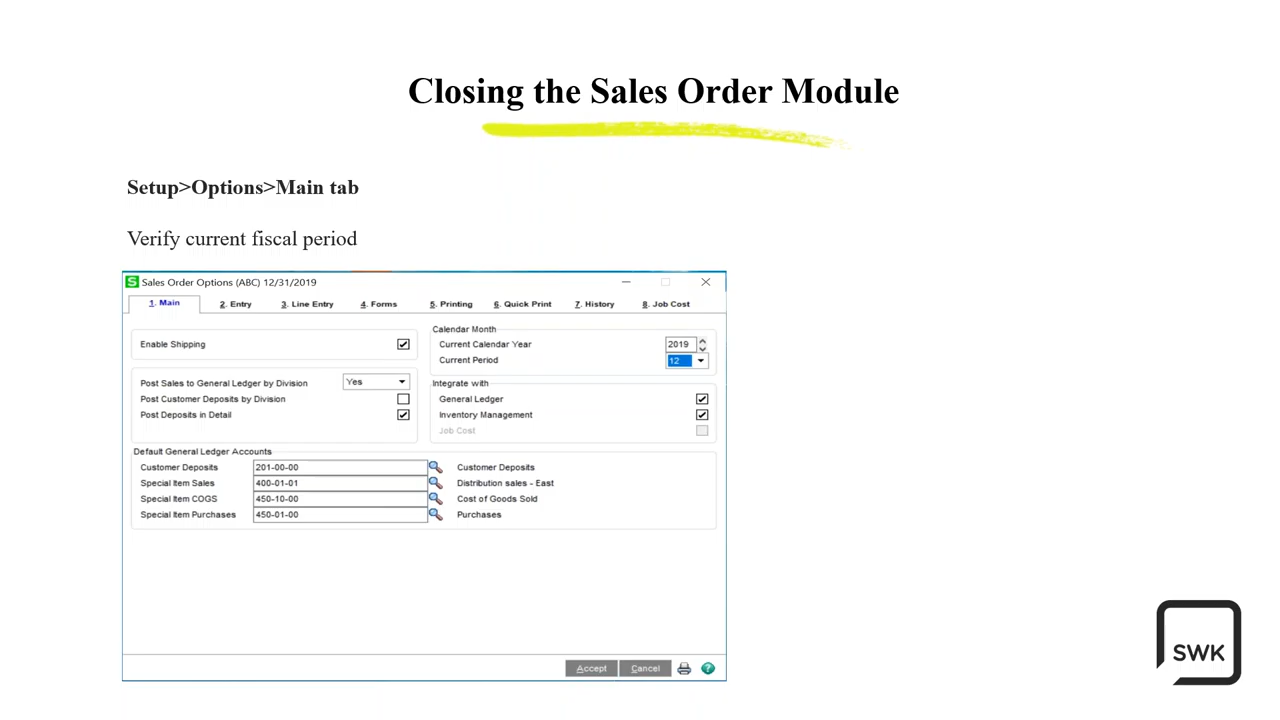 Closing the Sales Order Module
Setup>Options>Main tab
Verify current fiscal period
S Sales Order Options (ABC) 12/31/2019
1. Main 2. Entry 3. Line Entry 4. Forms 5. Printing 6. Quick Print 7. History 8. Job Cost
Enable Shipping
Post Sales to General Ledger by Division Yes
Post Customer Deposits by Division
Post Deposits in Detail
Calendar Month
Current Calendar Year 2019
Current Period 12
Integrate with
General Ledger
Inventory Management
Job Cost
Default General Ledger Accounts
Customer Deposits 201-00-00 Customer Deposits
Special Item Sales 400-01-01 Distribution sales - East
Special Item COGS 450-10-00 Cost of Goods Sold
Special Item Purchases 450-01-00 Purchases
Accept Cancel ?
SWK